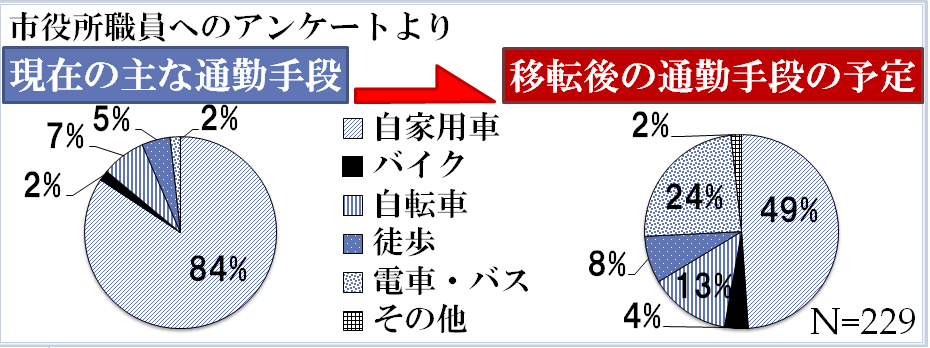 市役所職員へのアンケートより
現在の主な通勤手段
移転後の通勤手段の予定
5%
2%
7%
2%
84%
自家用車
バイク
自転車
徒歩
電車・バス
その他
2%
24%
49%
8%
13%
4%
N=229